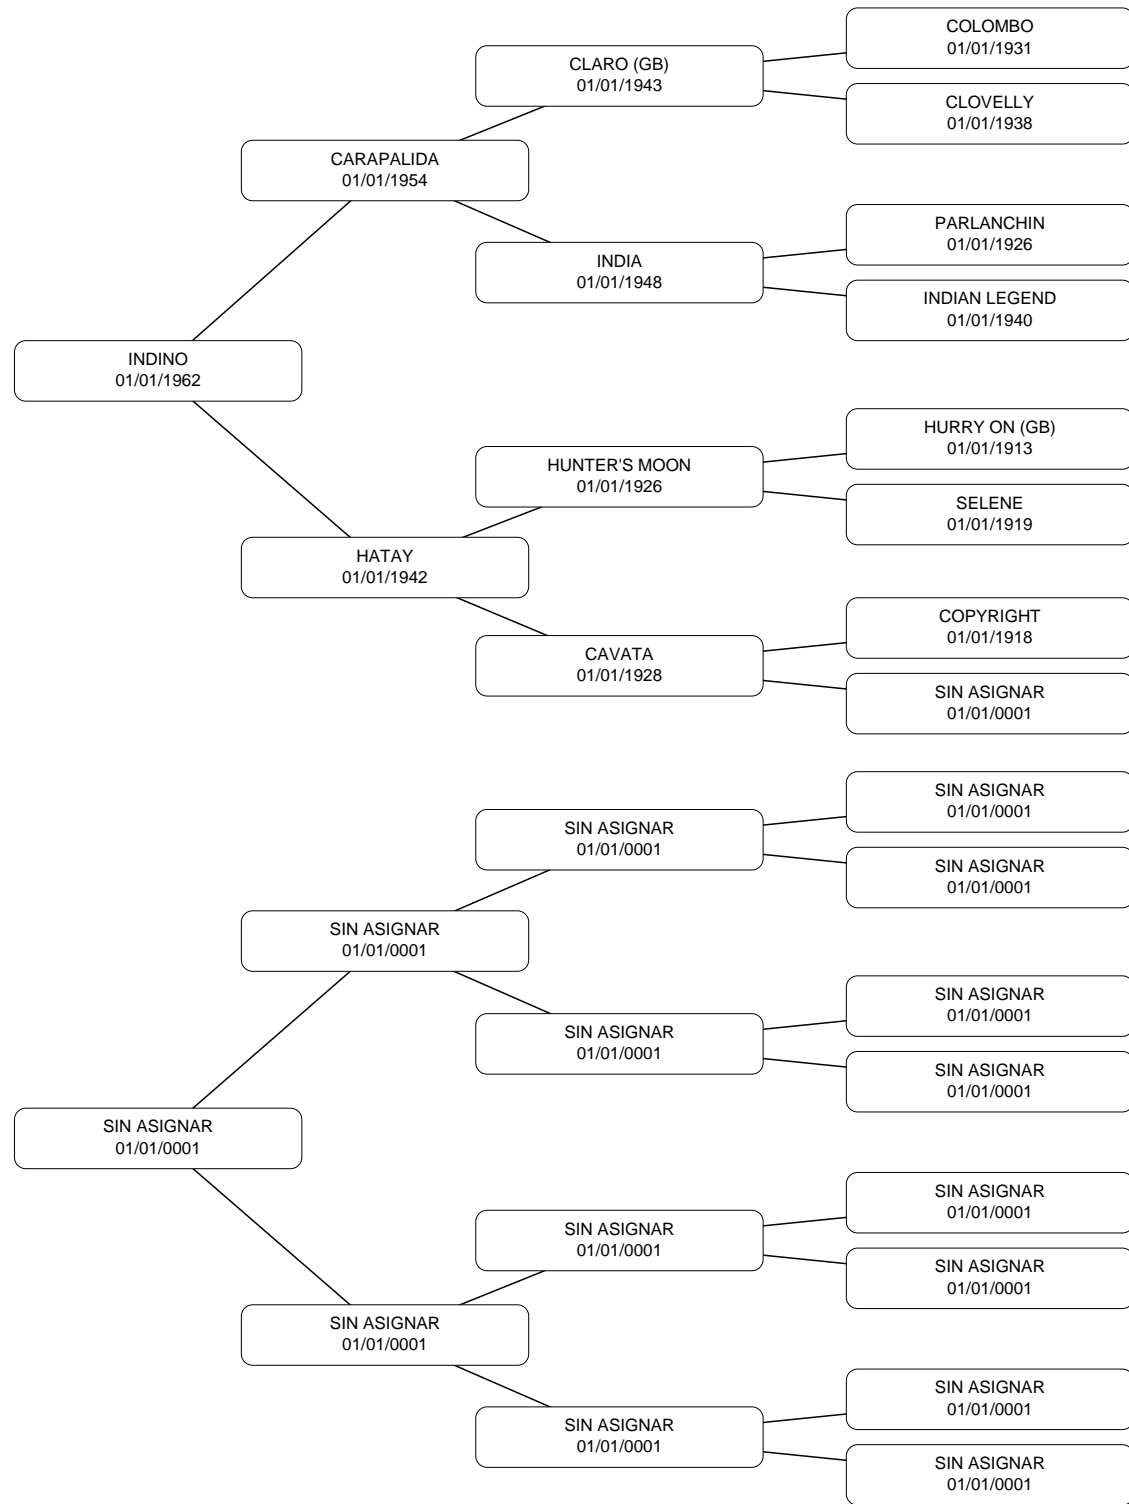 COLOMBO
01/01/1931
CLARO (GB)
01/01/1943
CLOVELLY
01/01/1938
CARAPALIDA
01/01/1954
PARLANCHIN
01/01/1926
INDIA
01/01/1948
INDIAN LEGEND
01/01/1940
INDINO
01/01/1962
HURRY ON (GB)
01/01/1913
HUNTER'S MOON
01/01/1926
SELENE
01/01/1919
HATAY
01/01/1942
COPYRIGHT
01/01/1918
CAVATA
01/01/1928
SIN ASIGNAR
01/01/0001
SIN ASIGNAR
01/01/0001
SIN ASIGNAR
01/01/0001
SIN ASIGNAR
01/01/0001
SIN ASIGNAR
01/01/0001
SIN ASIGNAR
01/01/0001
SIN ASIGNAR
01/01/0001
SIN ASIGNAR
01/01/0001
SIN ASIGNAR
01/01/0001
SIN ASIGNAR
01/01/0001
SIN ASIGNAR
01/01/0001
SIN ASIGNAR
01/01/0001
SIN ASIGNAR
01/01/0001
SIN ASIGNAR
01/01/0001
SIN ASIGNAR
01/01/0001
SIN ASIGNAR
01/01/0001